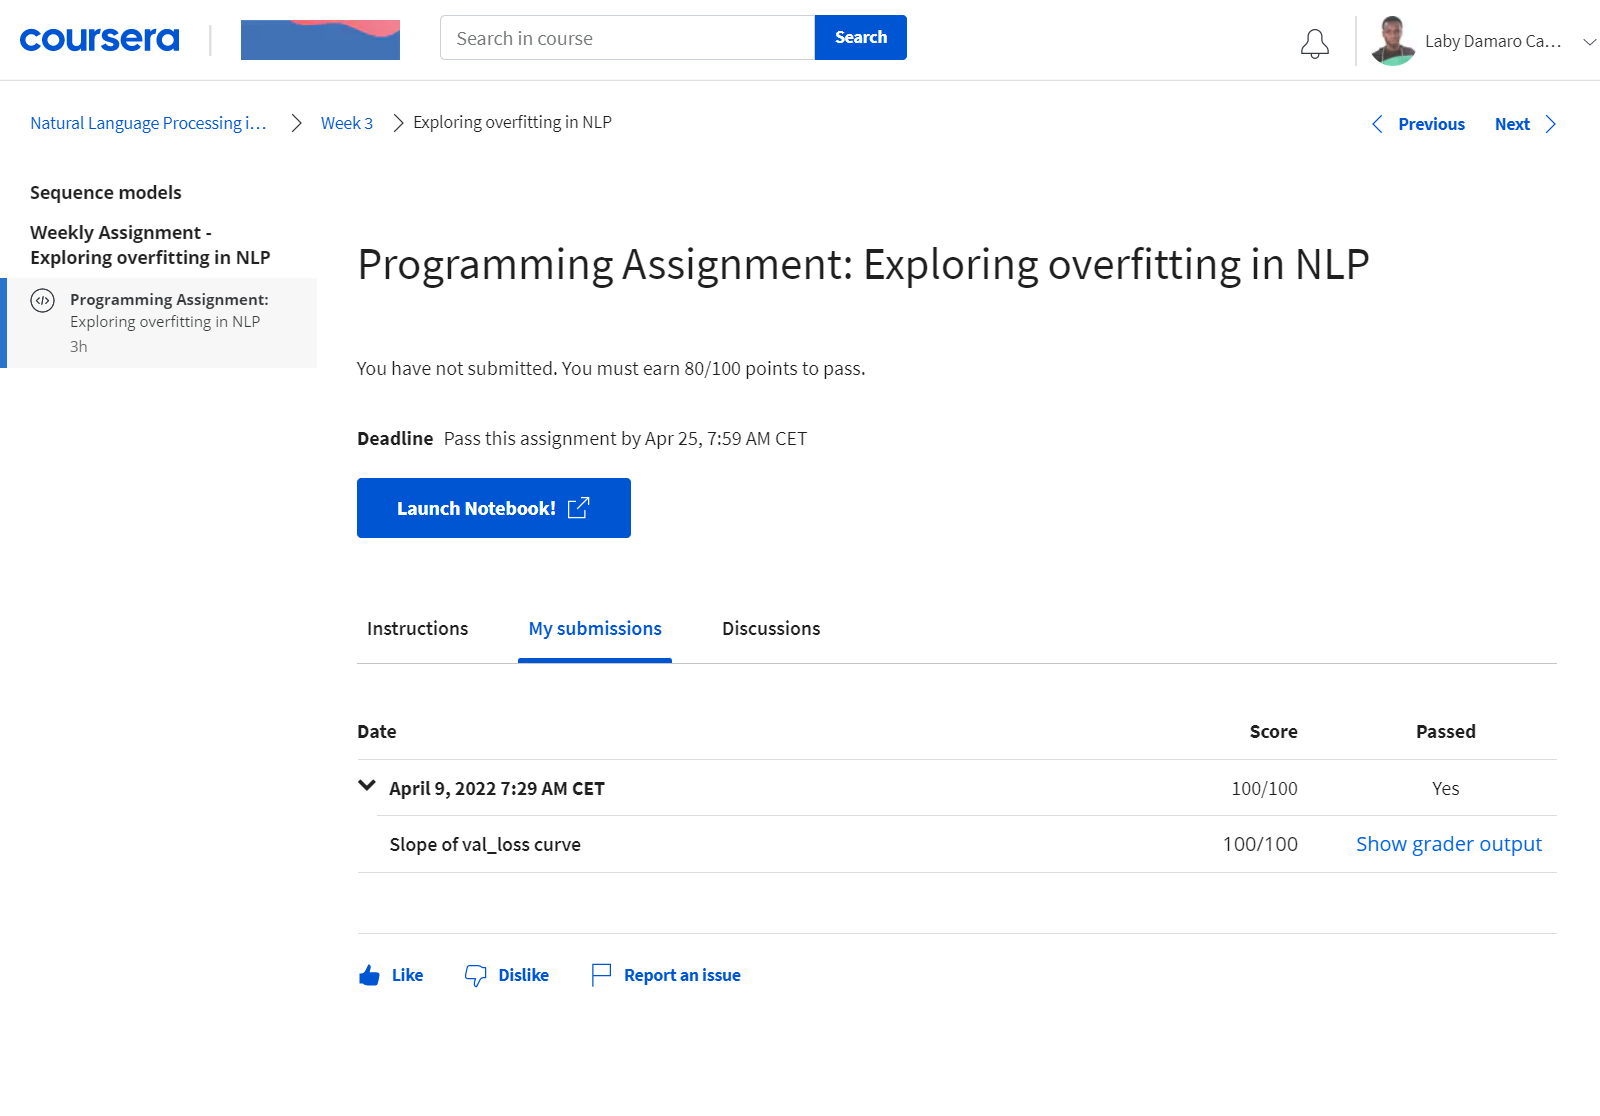 coursera
Search in course
Search
Laby Damaro Ca...
Natural Language Processing i...
Week 3
Exploring overfitting in NLP
Previous
Next
Sequence models
Weekly Assignment -
Exploring overfitting in NLP
Programming Assignment:
Exploring overfitting in NLP
3h
Programming Assignment: Exploring overfitting in NLP
You have not submitted. You must earn 80/100 points to pass.
Deadline Pass this assignment by Apr 25, 7:59 AM CET
Launch Notebook!
Instructions My submissions Discussions
Date Score Passed
April 9, 2022 7:29 AM CET 100/100 Yes
Slope of val_loss curve 100/100 Show grader output
Like Dislike Report an issue